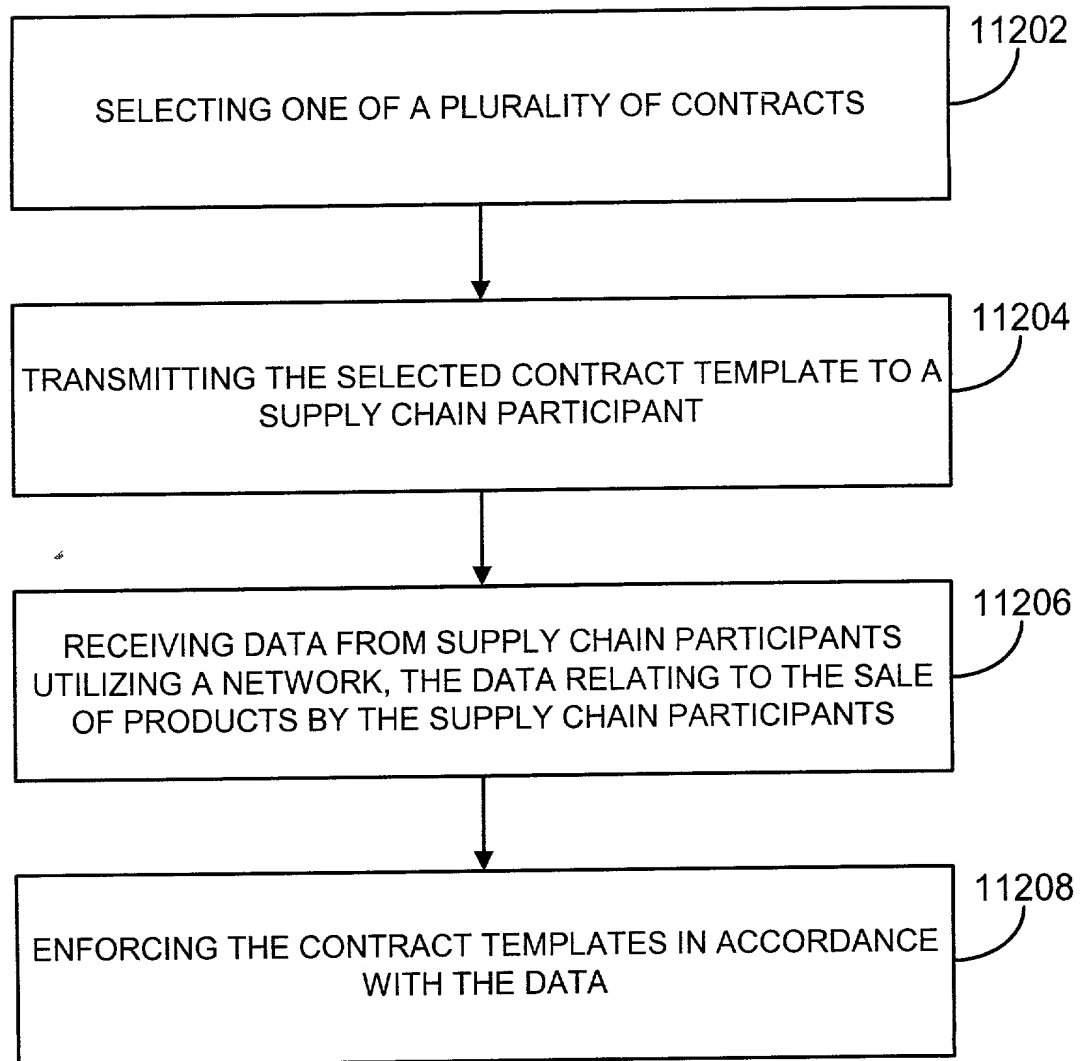 11202
SELECTING ONE OF A PLURALITY OF CONTRACTS
11204
TRANSMITTING THE SELECTED CONTRACT TEMPLATE TO A
SUPPLY CHAIN PARTICIPANT
11206
RECEIVING DATA FROM SUPPLY CHAIN PARTICIPANTS
UTILIZING A NETWORK, THE DATA RELATING TO THE SALE
OF PRODUCTS BY THE SUPPLY CHAIN PARTICIPANTS
11208
ENFORCING THE CONTRACT TEMPLATES IN ACCORDANCE
WITH THE DATA